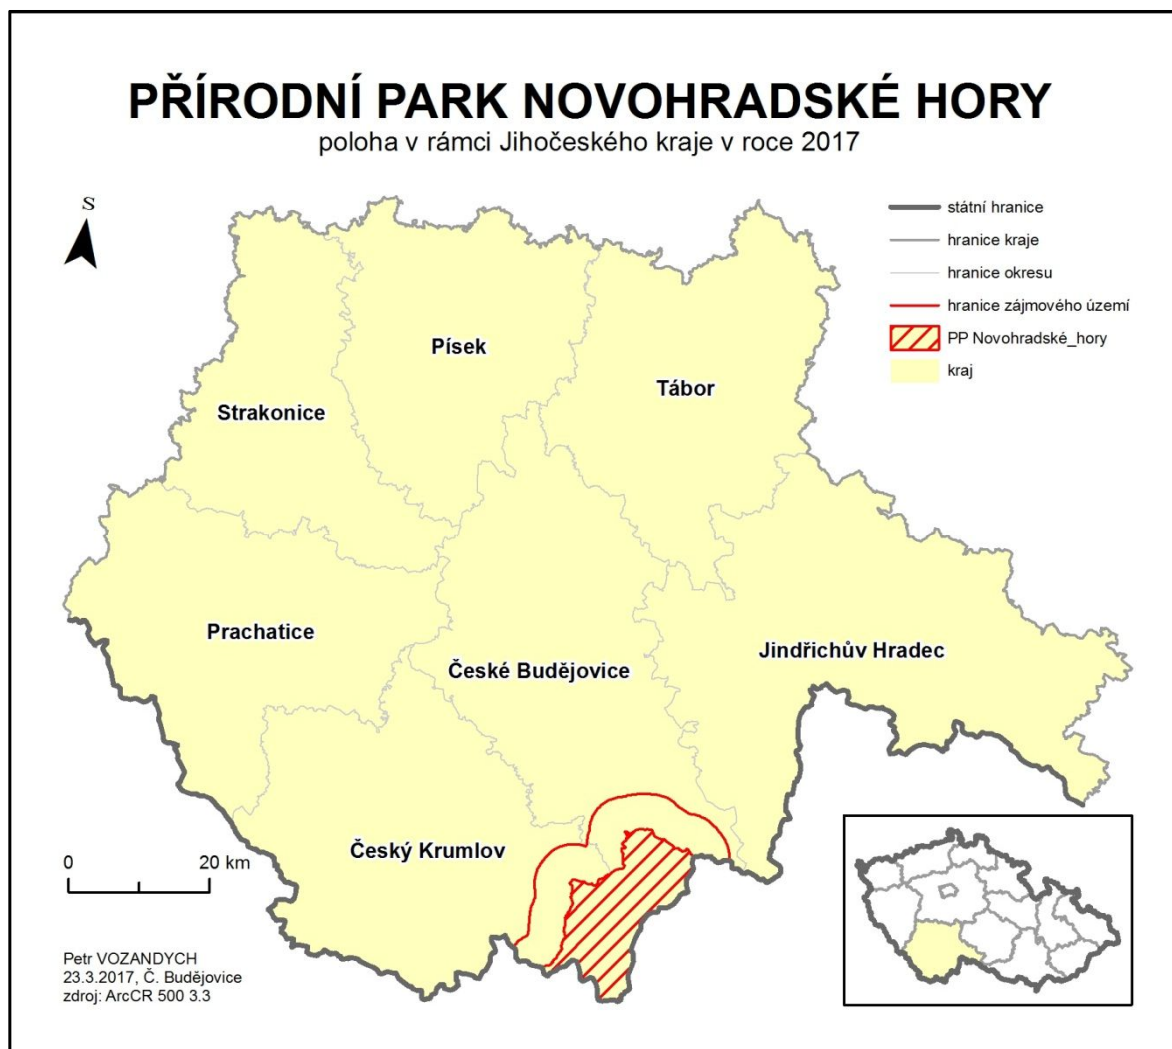 PŘÍRODNÍ PARK NOVOHRADSKÉ HORY
poloha v rámci Jihočeského kraje v roce 2017
S
státní hranice
hranice kraje
hranice okresu
hranice zájmového území
PP Novohradské_hory
kraj
Písek
Tábor
Strakonice
Prachatice
České Budějovice
Jindřichův Hradec
Český Krumlov
0 20 km
Petr VOZANDYCH
23.3.2017, Č. Budějovice
zdroj: ArcCR 500 3.3